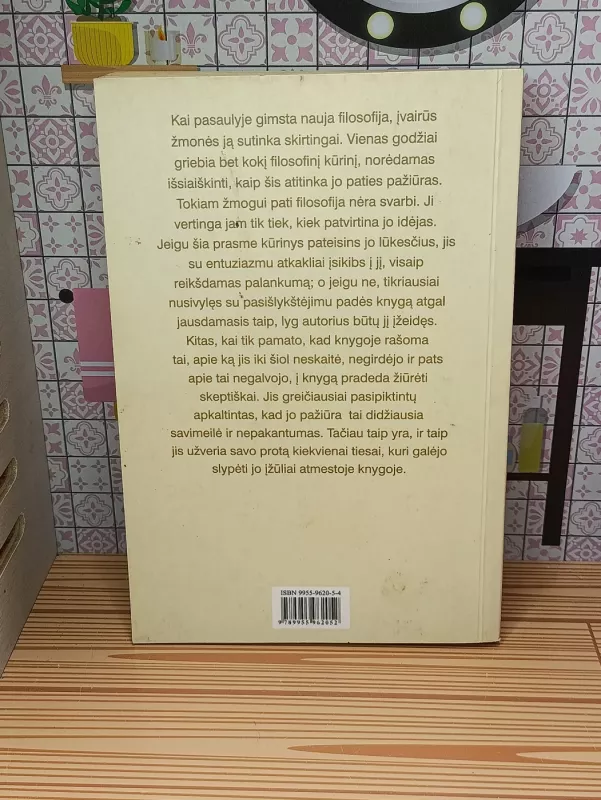 Kai pasaulyje gimsta nauja filosofija, įvairūs
žmonės ją sutinka skirtingai. Vienas godžiai
griebia bet kokį filosofinį kūrinį, norėdamas
išsiaiškinti, kaip šis atitinka jo paties pažiūras.
Tokiam žmogui pati filosofija nėra svarbi. Ji
vertinga jam tik tiek, kiek patvirtina jo idėjas.
Jeigu šia prasme kūrinys pateisins jo lūkesčius, jis
su entuziazmu atkakliai įsikibs į jį, visaip
reikšdamas palankumą; o jeigu ne, tikriausiai
nusivylęs su pasišlykštėjimu padės knygą atgal
jausdamasis taip, lyg autorius būtų jį įžeidęs.
Kitas, kai tik pamato, kad knygoje rašoma
tai, apie ką jis iki šiol neskaitė, negirdėjo ir pats
apie tai negalvojo, į knygą pradeda žiūrėti
skeptiškai. Jis greičiausiai pasipiktintų
apkaltintas, kad jo pažiūra tai didžiausia
savimeilė ir nepakantumas. Tačiau taip yra, ir taip
jis užveria savo protą kiekvienai tiesai, kuri galėjo
slypėti jo įžūliai atmestoje knygoje.
ISBN 9955-9620-5-4
9 789955 962052